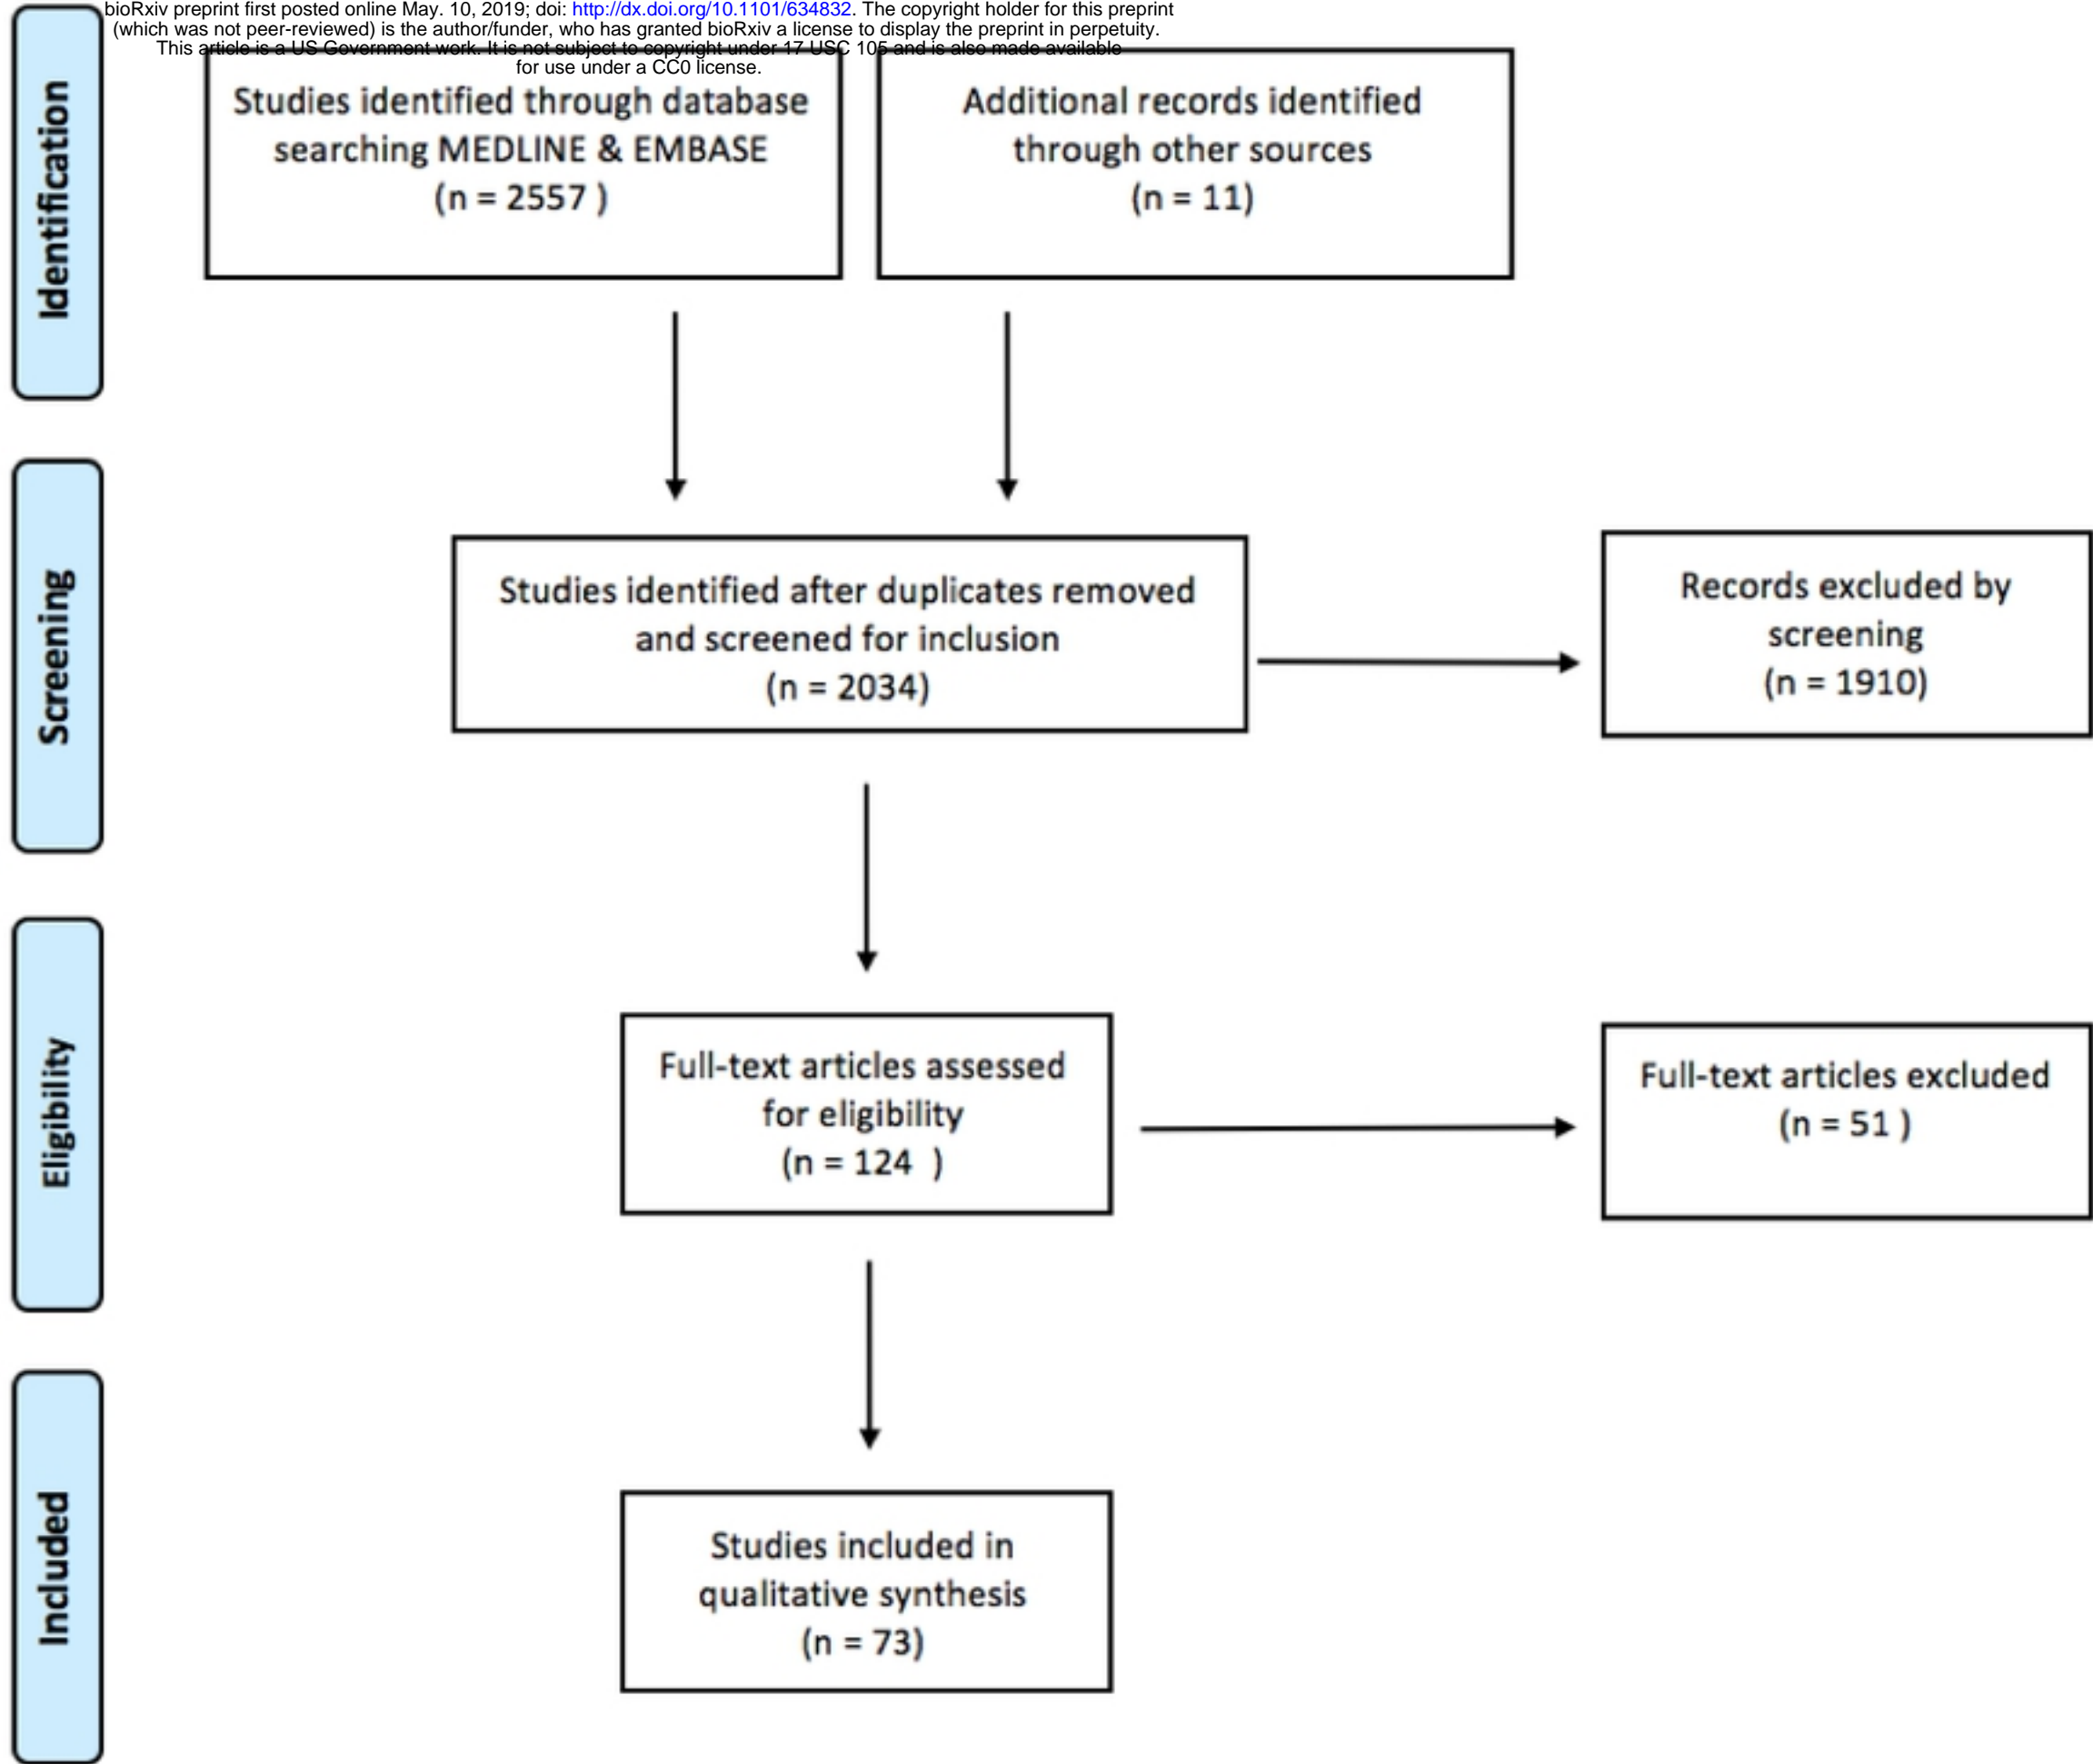 bioRxiv preprint first posted online May. 10, 2019; doi: http://dx.doi.org/10.1101/634832. The copyright holder for this preprint
(which was not peer-reviewed) is the author/funder, who has granted bioRxiv a license to display the preprint in perpetuity.
This article is a US Government work. It is not subject to copyright under 17 USC 105 and is also made available
for use under a CC0 license.
Identification
Studies identified through database
searching MEDLINE & EMBASE
(n = 2557 )
Additional records identified
through other sources
(n = 11)
Screening
Studies identified after duplicates removed
and screened for inclusion
(n = 2034)
Records excluded by
screening
(n = 1910)
Eligibility
Full-text articles assessed
for eligibility
(n = 124 )
Full-text articles excluded
(n = 51 )
Included
Studies included in
qualitative synthesis
(n = 73)